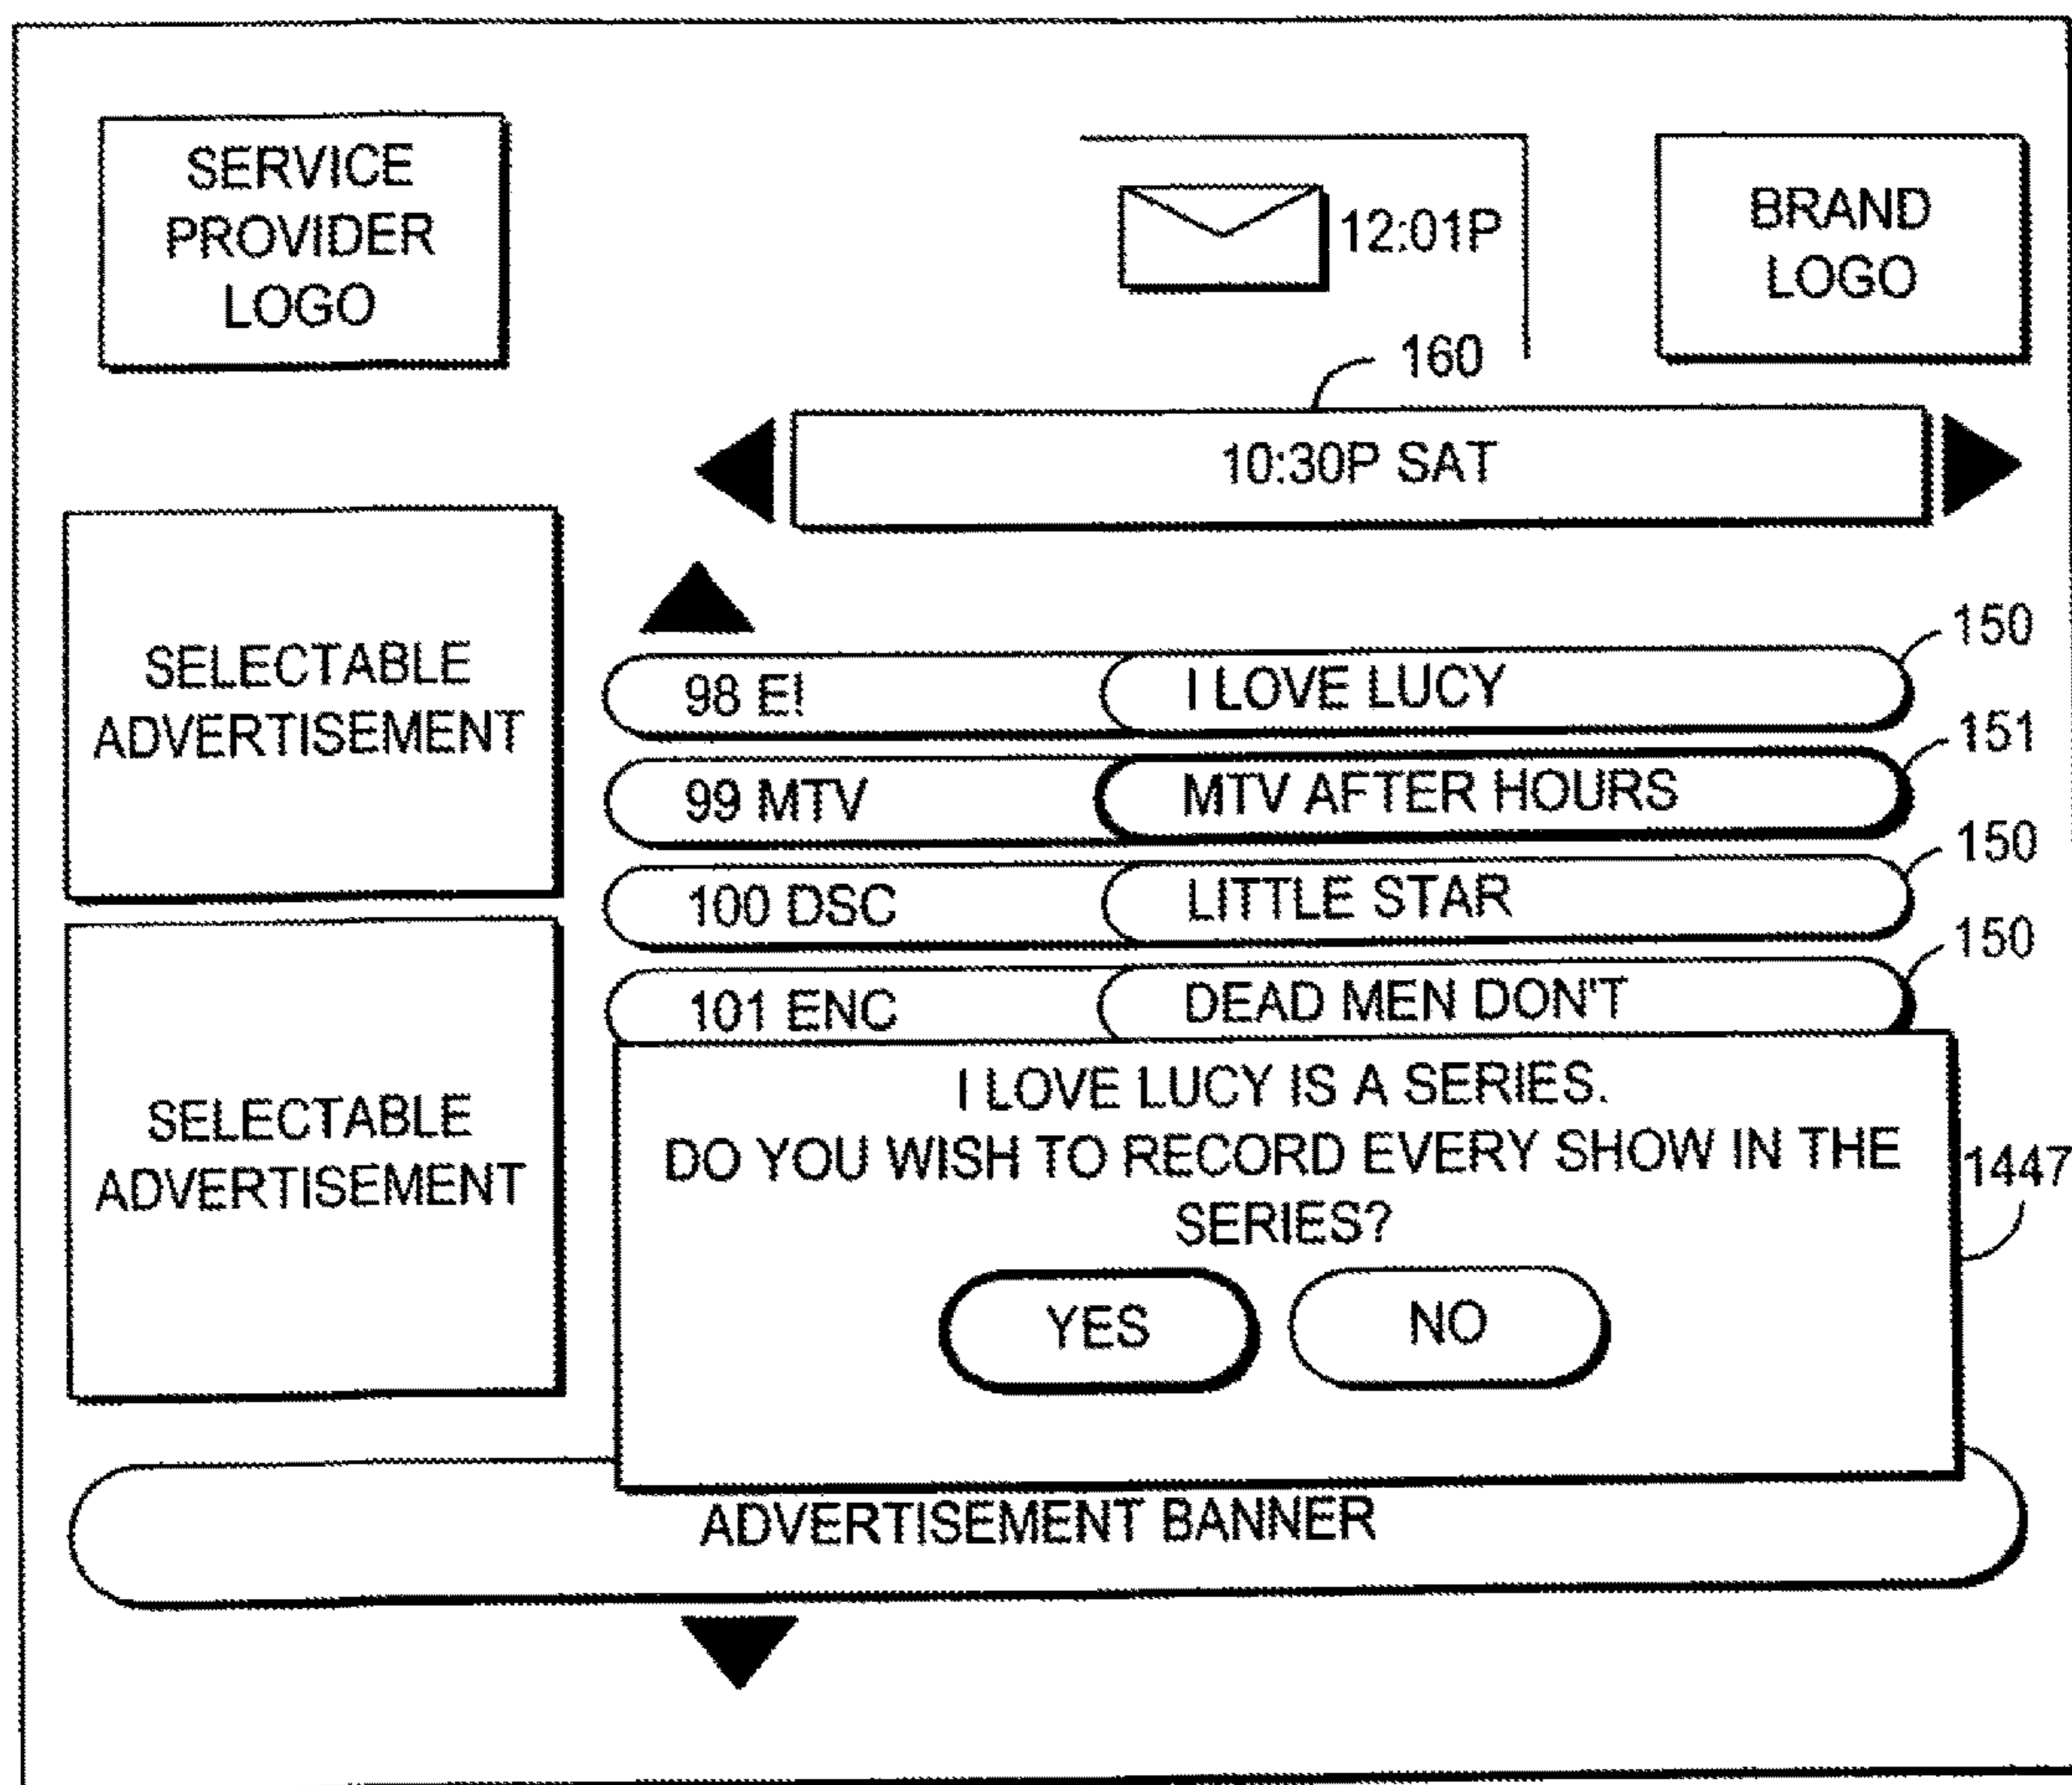 SERVICE
PROVIDER
LOGO
12:01P
BRAND
LOGO
160
10:30P SAT
SELECTABLE
ADVERTISEMENT
150
98 E! I LOVE LUCY
151
99 MTV MTV AFTER HOURS
150
100 DSC LITTLE STAR
150
101 ENC DEAD MEN DON'T
SELECTABLE
ADVERTISEMENT
I LOVE LUCY IS A SERIES.
DO YOU WISH TO RECORD EVERY SHOW IN THE
SERIES?
1447
YES NO
ADVERTISEMENT BANNER